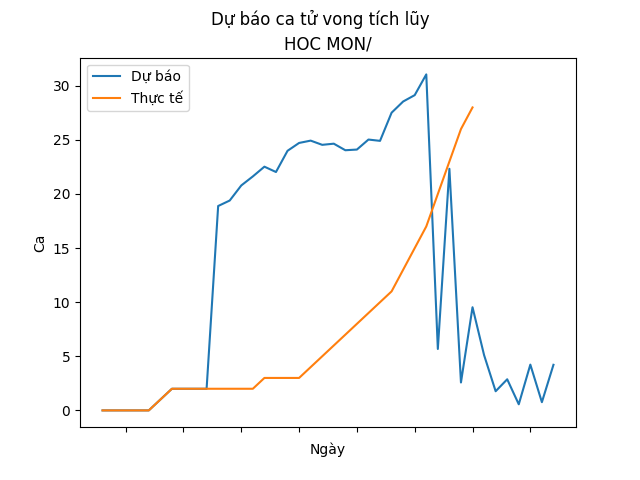 Dự báo ca tử vong tích lũy
HOC MON/
Dự báo
Thực tế
30
25
20
15
10
5
0
Ca
Ngày